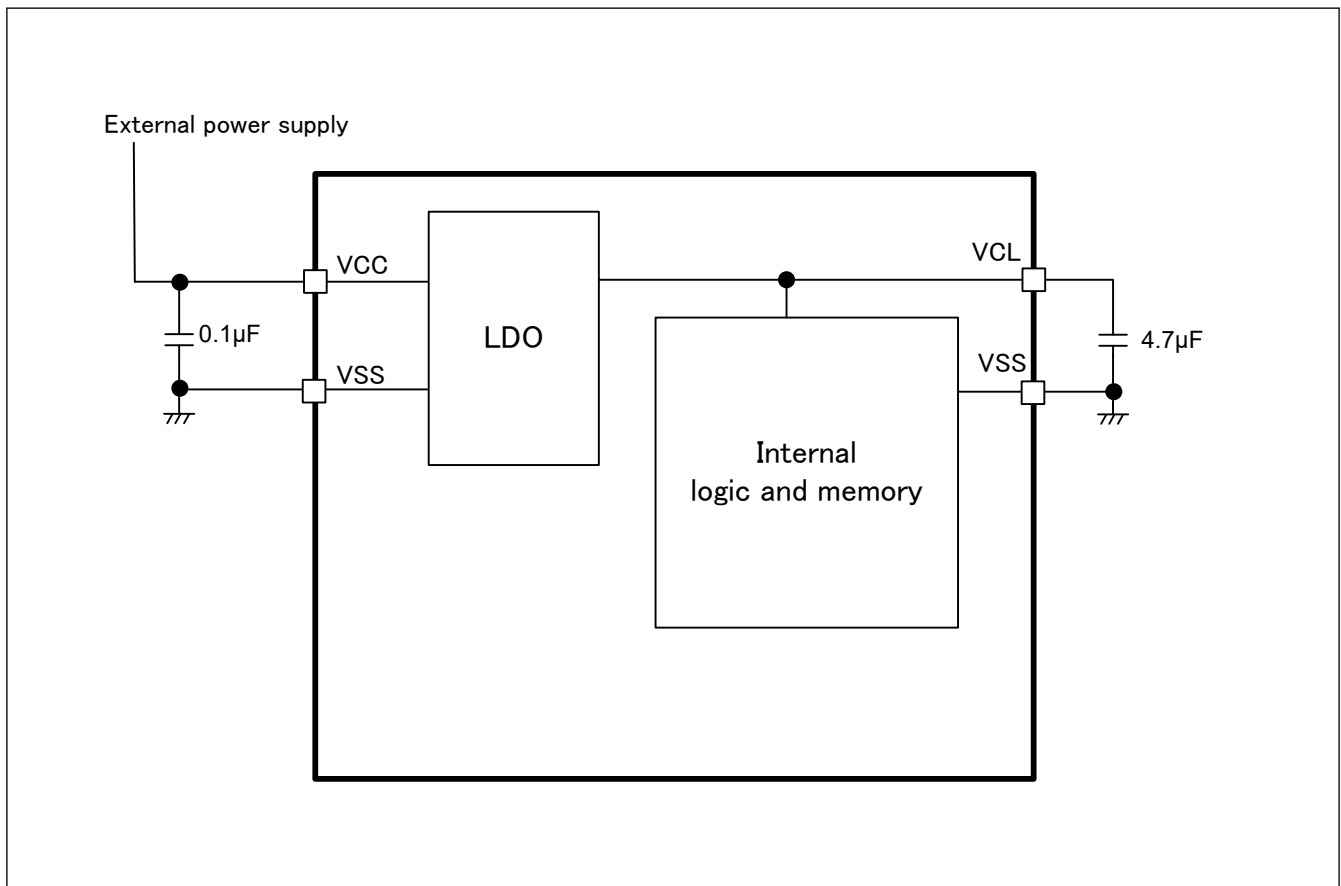 External power supply
VCC
VCL
0.1µF
LDO
4.7µF
VSS
VSS
Internal
logic and memory